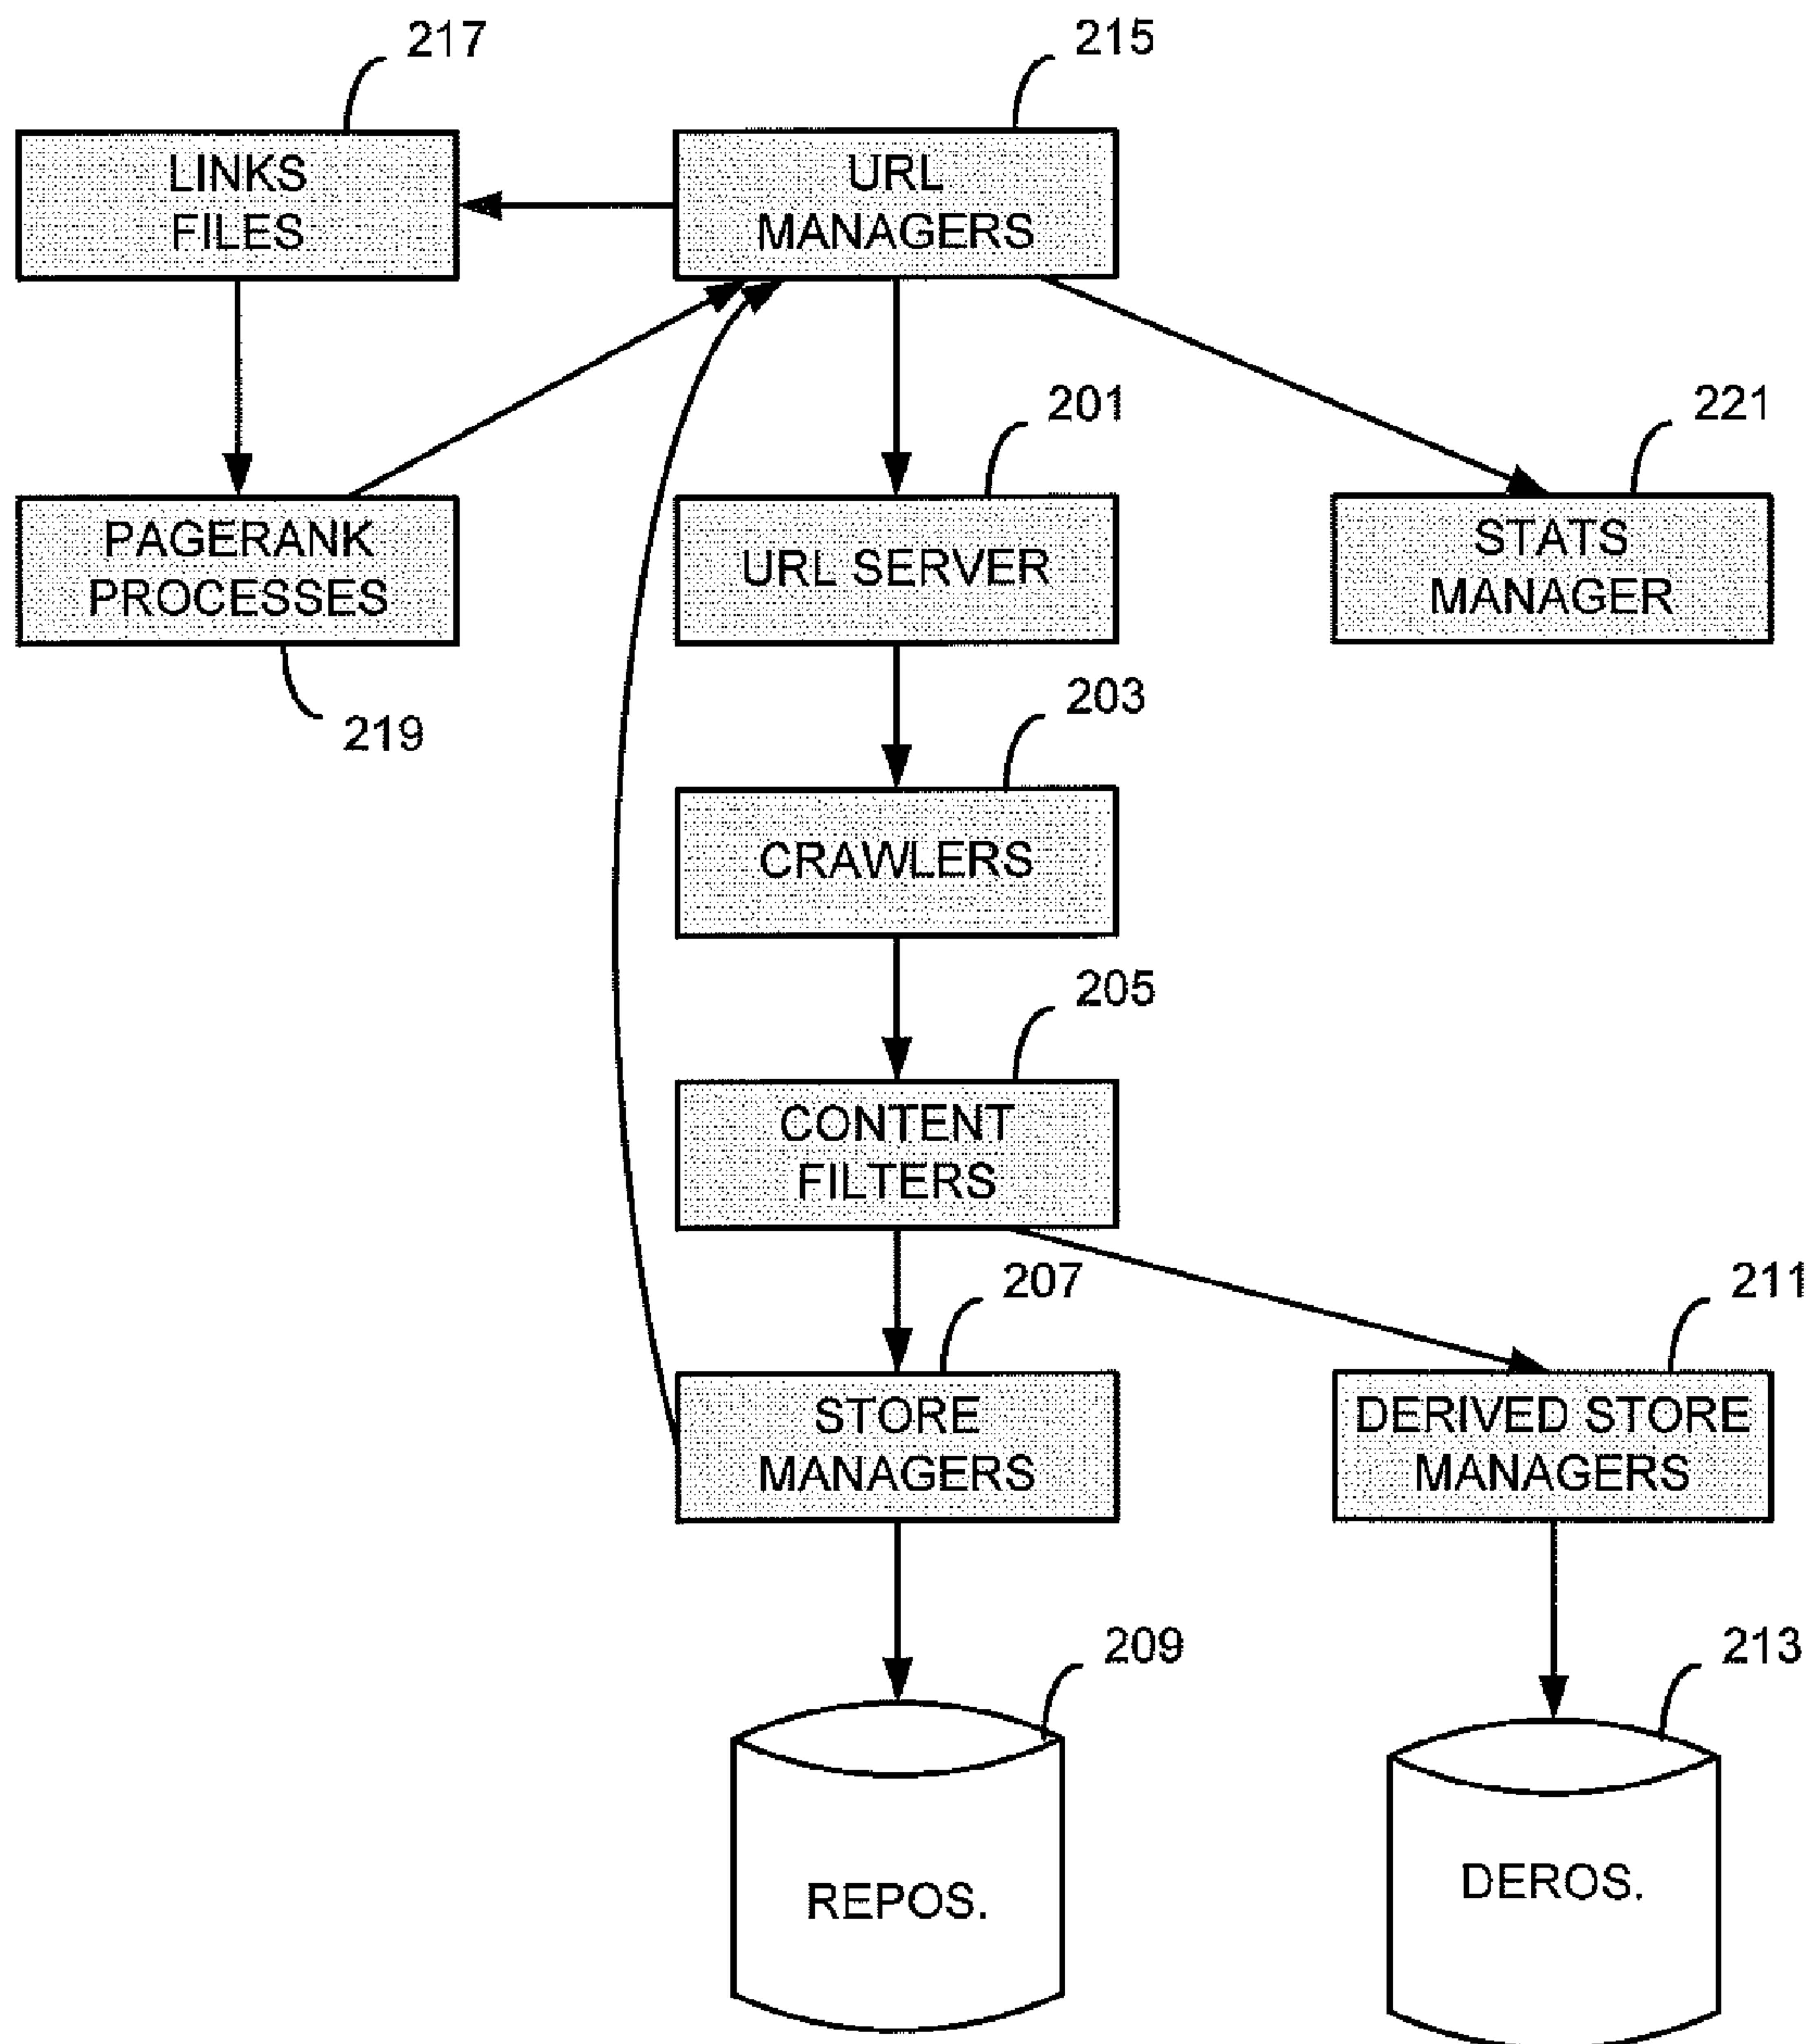 217
215
LINKS
FILES
URL
MANAGERS
201
221
PAGERANK
PROCESSES
URL SERVER
STATS
MANAGER
219
203
CRAWLERS
205
CONTENT
FILTERS
207
211
STORE
MANAGERS
DERIVED STORE
MANAGERS
209
213
REPOS.
DEROS.